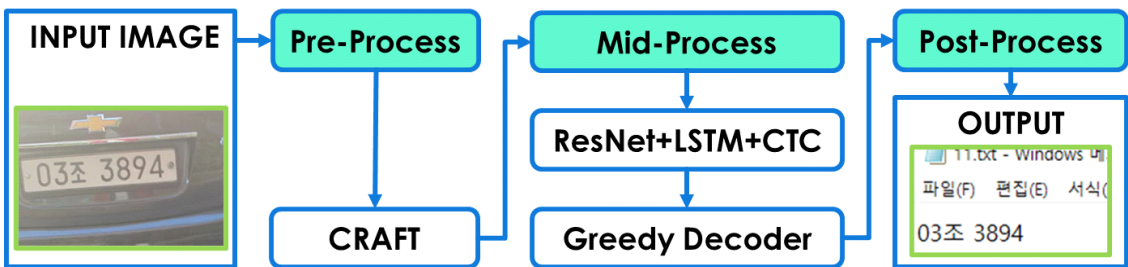 INPUT IMAGE
03조 3894
Pre-Process
CRAFT
Mid-Process
ResNet+LSTM+CTC
Greedy Decoder
Post-Process
OUTPUT
11.txt - Windows 메
파일(F) 편집(E) 서식(
03조 3894